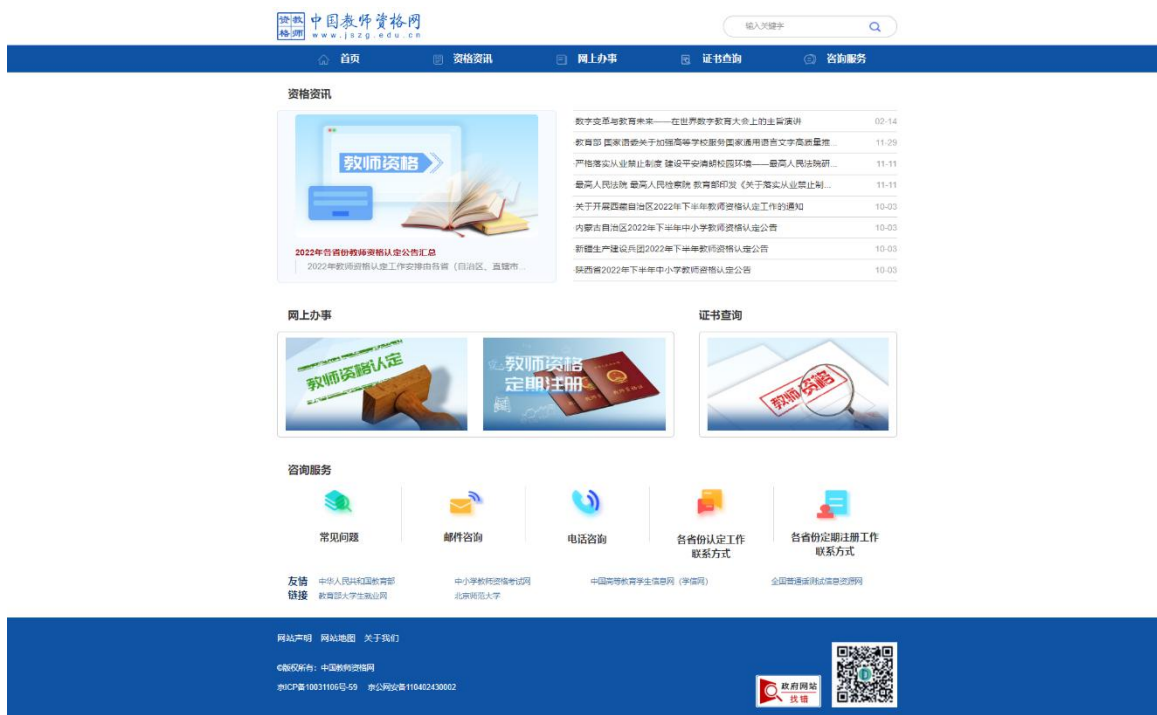 资教
格师
中国教师资格网
www.jszg.edu.cn
输入关键字
首页 资格资讯 网上办事 证书查询 咨询服务
资格资讯
教师资格
2022年各省份教师资格认定公告汇总
2022年教师资格认定工作安排由各省(自治区、直辖市...
数字变革与教育未来——在世界数字教育大会上的主旨演讲 02-14
教育部 国家语委关于加强高等学校服务国家通用语言文字高质量推... 11-29
严格落实从业禁止制度 建设平安清朗校园环境——最高人民法院研... 11-11
最高人民法院 最高人民检察院 教育部印发《关于落实从业禁止制... 11-11
关于开展西藏自治区2022年下半年教师资格认定工作的通知 10-03
内蒙古自治区2022年下半年中小学教师资格认定公告 10-03
新疆生产建设兵团2022年下半年教师资格认定公告 10-03
陕西省2022年下半年中小学教师资格认定公告 10-03
网上办事
教师资格认定
教师资格
定期注册
证书查询
教师资格
咨询服务
常见问题
邮件咨询
电话咨询
各省份认定工作
联系方式
各省份定期注册工作
联系方式
友情
链接
中华人民共和国教育部 中小学教师资格考试网 中国高等教育学生信息网(学信网) 全国普通话测试信息资源网
教育部大学生就业网 北京师范大学
网站声明 网站地图 关于我们
©版权所有:中国教师资格网
京ICP备10031106号-59 京公网安备110402430002
政府网站
找错